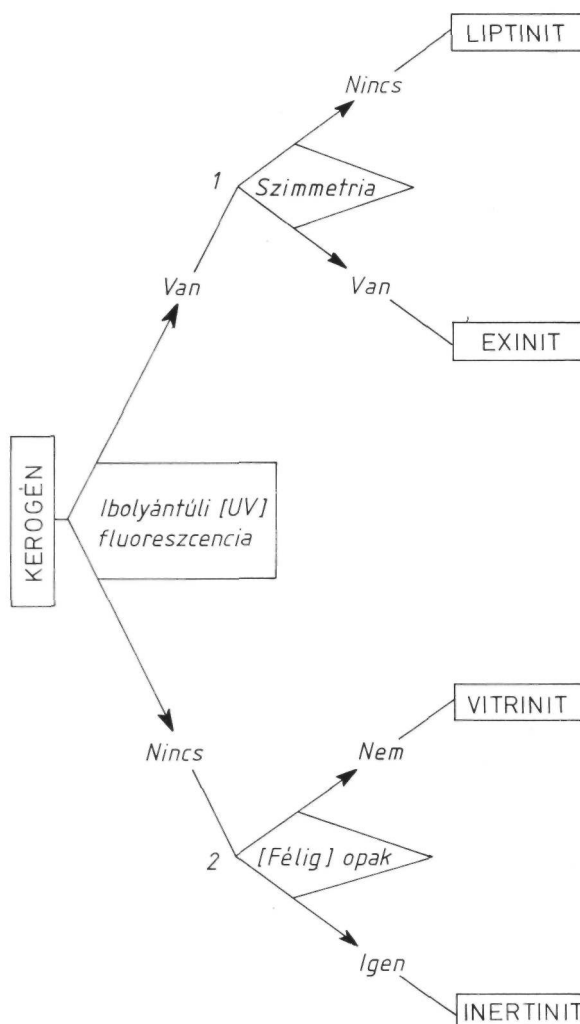 LIPTINIT
Nincs
1
Szimmetria
Van
Van
EXINIT
KEROGÉN
Ibolyántúli [UV]
fluoreszcencia
VITRINIT
Nincs
Nem
2
[Félig] opak
Igen
INERTINIT